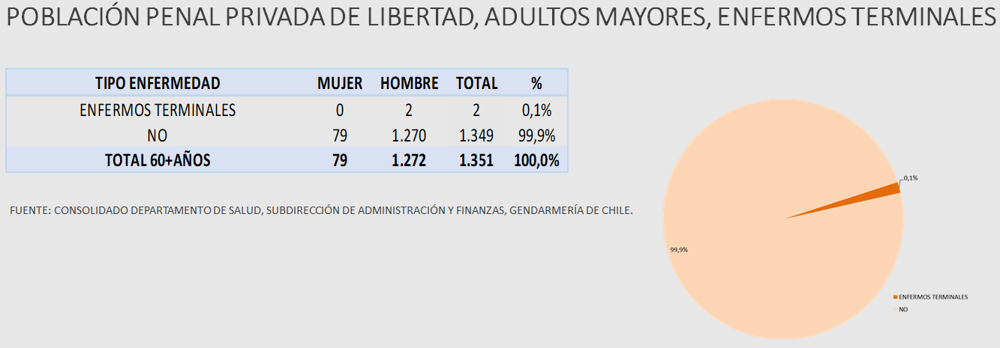 POBLACIÓN PENAL PRIVADA DE LIBERTAD, ADULTOS MAYORES, ENFERMOS TERMINALES
TIPO ENFERMEDAD MUJER HOMBRE TOTAL %
ENFERMOS TERMINALES 0 2 2 0,1%
NO 79 1.270 1.349 99,9%
TOTAL 60+AÑOS 79 1.272 1.351 100,0%
FUENTE: CONSOLIDADO DEPARTAMENTO DE SALUD, SUBDIRECCIÓN DE ADMINISTRACIÓN Y FINANZAS, GENDARMERÍA DE CHILE.
0,1%
99,9%
ENFERMOS TERMINALES
NO